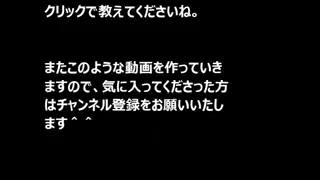 クリックで教えてくださいね。
またこのような動画を作っていき
ますので、気に入ってくださった方
はチャンネル登録をお願いいたし
ます＾＾